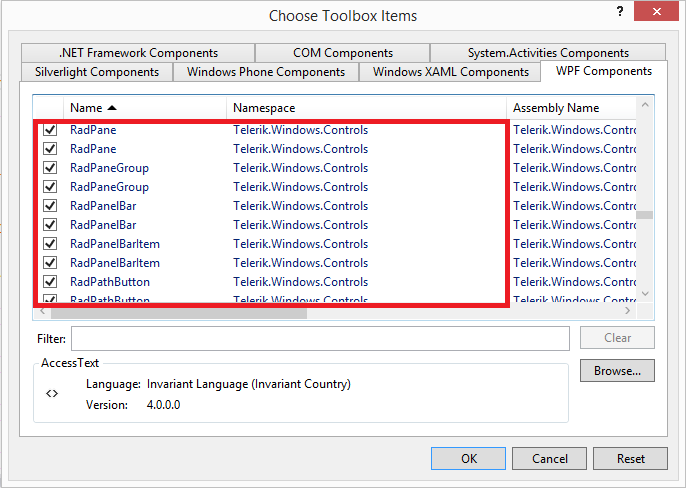 Choose Toolbox Items
? ×
.NET Framework Components COM Components System.Activities Components
Silverlight Components Windows Phone Components Windows XAML Components WPF Components
Name Namespace Assembly Name
RadPane Telerik.Windows.Controls Telerik.Windows.Contro
RadPane Telerik.Windows.Controls Telerik.Windows.Contro
RadPaneGroup Telerik.Windows.Controls Telerik.Windows.Contro
RadPaneGroup Telerik.Windows.Controls Telerik.Windows.Contro
RadPanelBar Telerik.Windows.Controls Telerik.Windows.Contro
RadPanelBar Telerik.Windows.Controls Telerik.Windows.Contro
RadPanelBarItem Telerik.Windows.Controls Telerik.Windows.Contro
RadPanelBarItem Telerik.Windows.Controls Telerik.Windows.Contro
RadPathButton Telerik.Windows.Controls Telerik.Windows.Contro
RadPathButton Telerik.Windows.Controls Telerik.Windows.Contro
Filter: Clear
AccessText
Language: Invariant Language (Invariant Country) Browse...
Version: 4.0.0.0
OK Cancel Reset